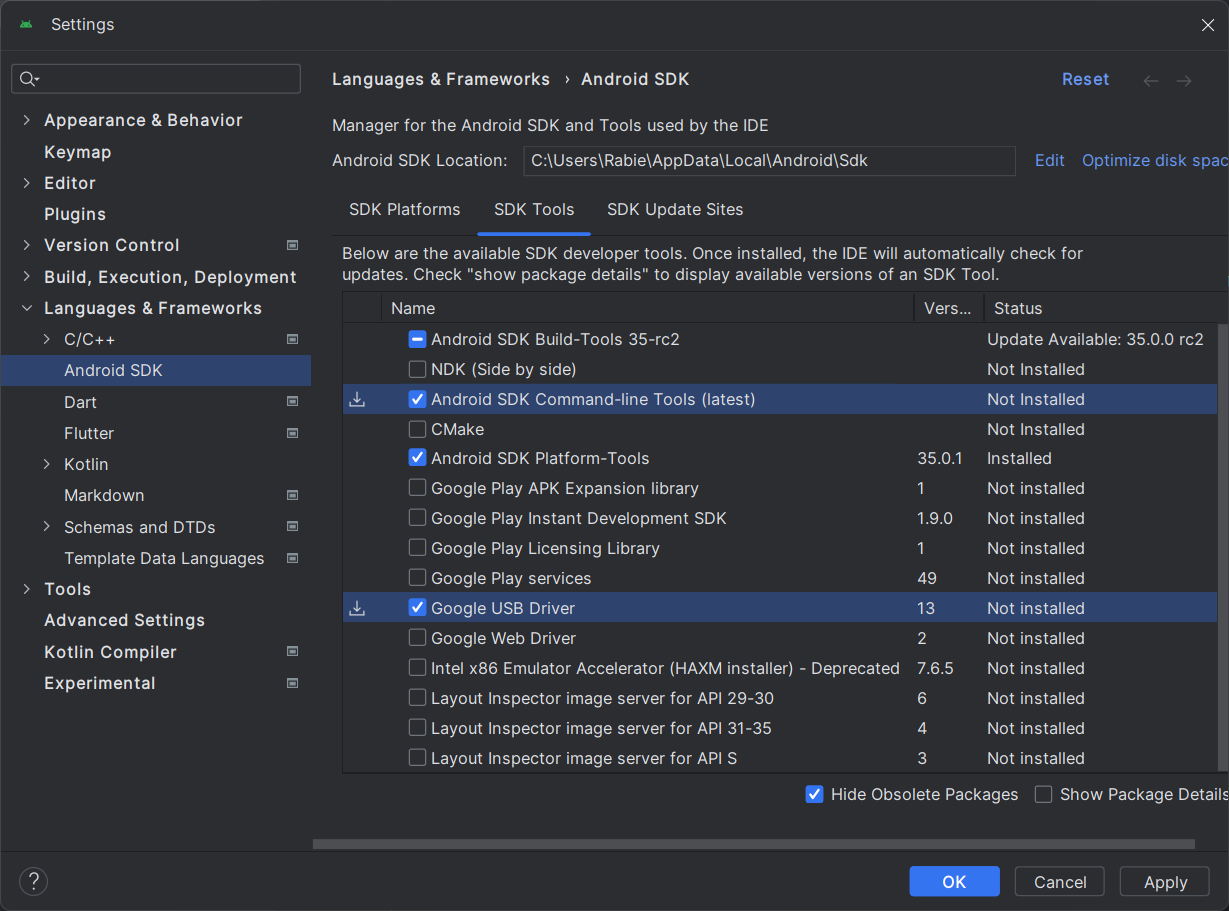 Settings
Languages & Frameworks › Android SDK
Reset
Appearance & Behavior
Keymap
Editor
Plugins
Version Control
Build, Execution, Deployment
Languages & Frameworks
C/C++
Android SDK
Dart
Flutter
Kotlin
Markdown
Schemas and DTDs
Template Data Languages
Tools
Advanced Settings
Kotlin Compiler
Experimental
Manager for the Android SDK and Tools used by the IDE
Android SDK Location: C:\Users\Rabie\AppData\Local\Android\Sdk Edit Optimize disk spac
SDK Platforms SDK Tools SDK Update Sites
Below are the available SDK developer tools. Once installed, the IDE will automatically check for
updates. Check "show package details" to display available versions of an SDK Tool.
Name Vers... Status
Android SDK Build-Tools 35-rc2 Update Available: 35.0.0 rc2
NDK (Side by side) Not Installed
Android SDK Command-line Tools (latest) Not Installed
CMake Not Installed
Android SDK Platform-Tools 35.0.1 Installed
Google Play APK Expansion library 1 Not installed
Google Play Instant Development SDK 1.9.0 Not installed
Google Play Licensing Library 1 Not installed
Google Play services 49 Not installed
Google USB Driver 13 Not installed
Google Web Driver 2 Not installed
Intel x86 Emulator Accelerator (HAXM installer) - Deprecated 7.6.5 Not installed
Layout Inspector image server for API 29-30 6 Not installed
Layout Inspector image server for API 31-35 4 Not installed
Layout Inspector image server for API S 3 Not installed
Hide Obsolete Packages Show Package Details
? OK Cancel Apply